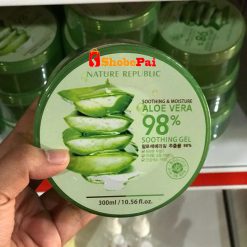 ShobePai
NATURE REPUBLIC
SOOTHING & MOISTURE
ALOE VERA
98%
SOOTHING GEL
300ml / 10.56 fl.oz.